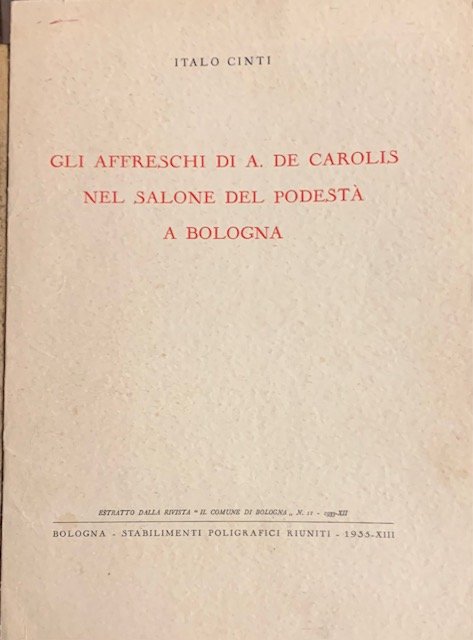 ITALO CINTI
GLI AFFRESCHI DI A. DE CAROLIS
NEL SALONE DEL PODESTÀ
A BOLOGNA
ESTRATTO DALLA RIVISTA " IL COMUNE DI BOLOGNA „ N.
BOLOGNA - STABILIMENTI POLIGRAFICI RIUNITI - 1935-XIII